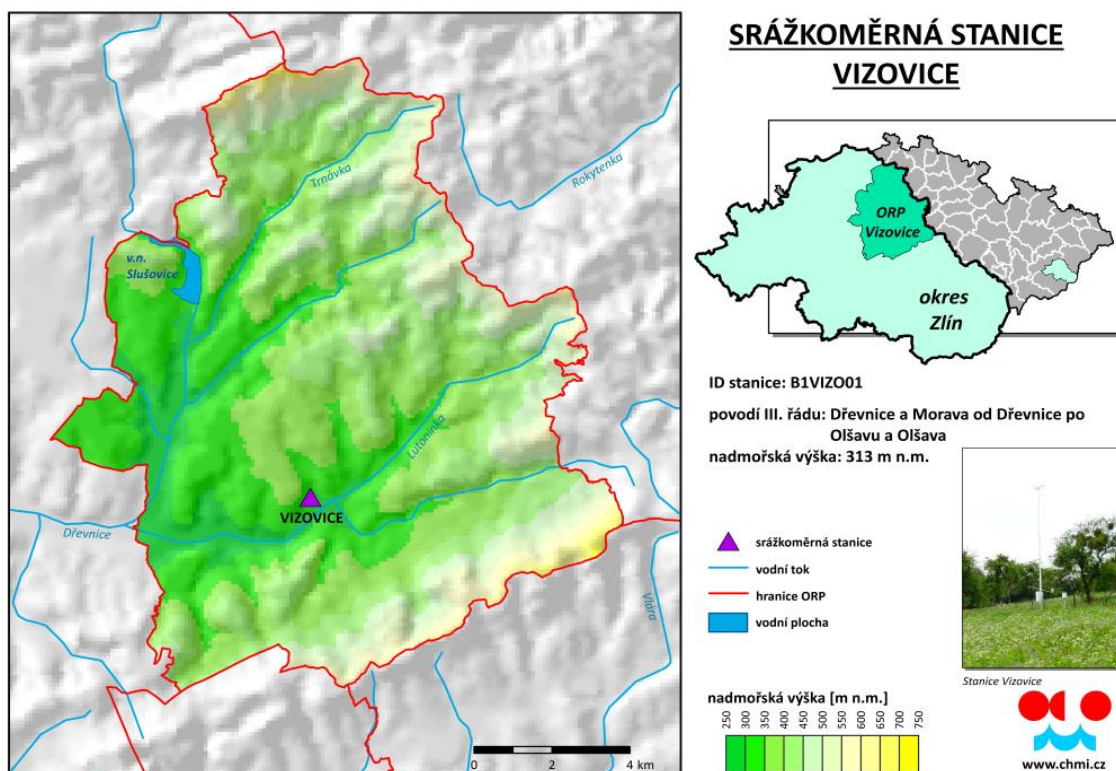 SRÁŽKOMĚRNÁ STANICE
VIZOVICE
Trnávka
Rokytenka
v.n.
Slušovice
Lutoninka
VIZOVICE
Dřevnice
Vlára
0
2
4 km
ORP
Vizovice
okres
Zlín
ID stanice: B1VIZO01
povodí III. řádu: Dřevnice a Morava od Dřevnice po
Olšavu a Olšava
nadmořská výška: 313 m n.m.
srážkoměrná stanice
vodní tok
hranice ORP
vodní plocha
Stanice Vizovice
nadmořská výška [m n.m.]
250 300 350 400 450 500 550 600 650 700 750
www.chmi.cz